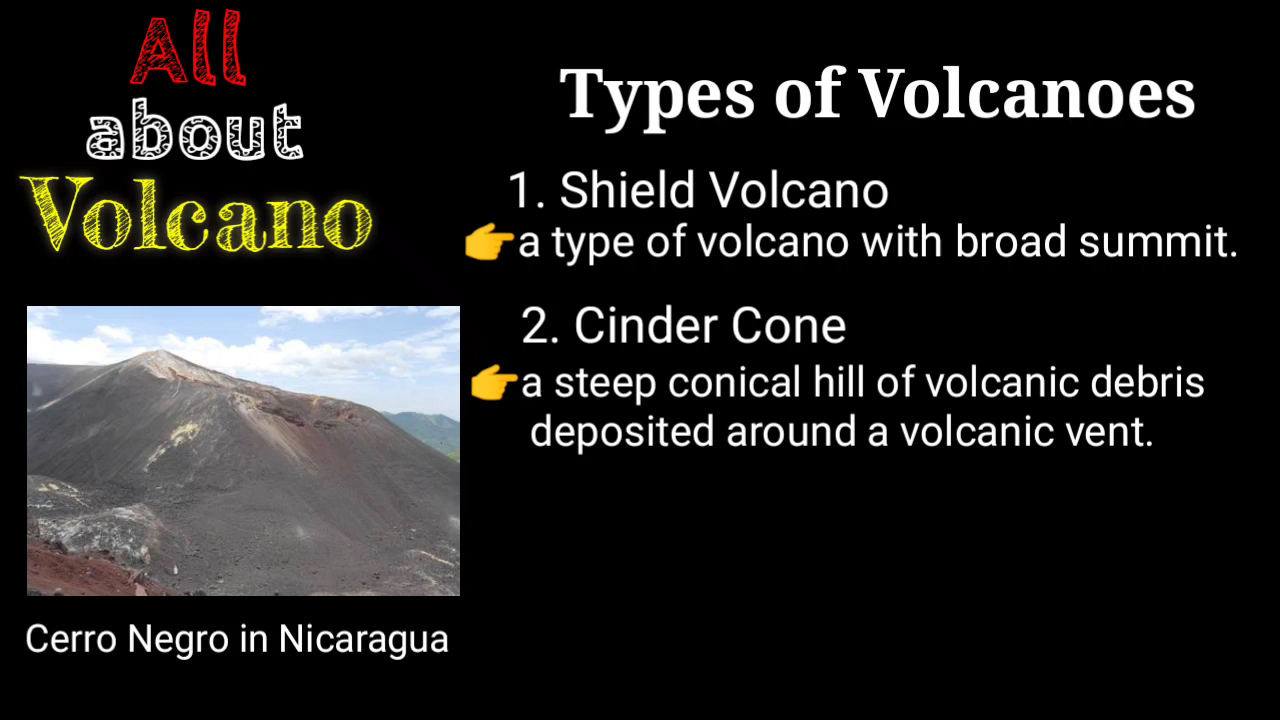 All
about
Volcano
Types of Volcanoes
1. Shield Volcano
👉a type of volcano with broad summit.
2. Cinder Cone
👉a steep conical hill of volcanic debris
deposited around a volcanic vent.
Cerro Negro in Nicaragua